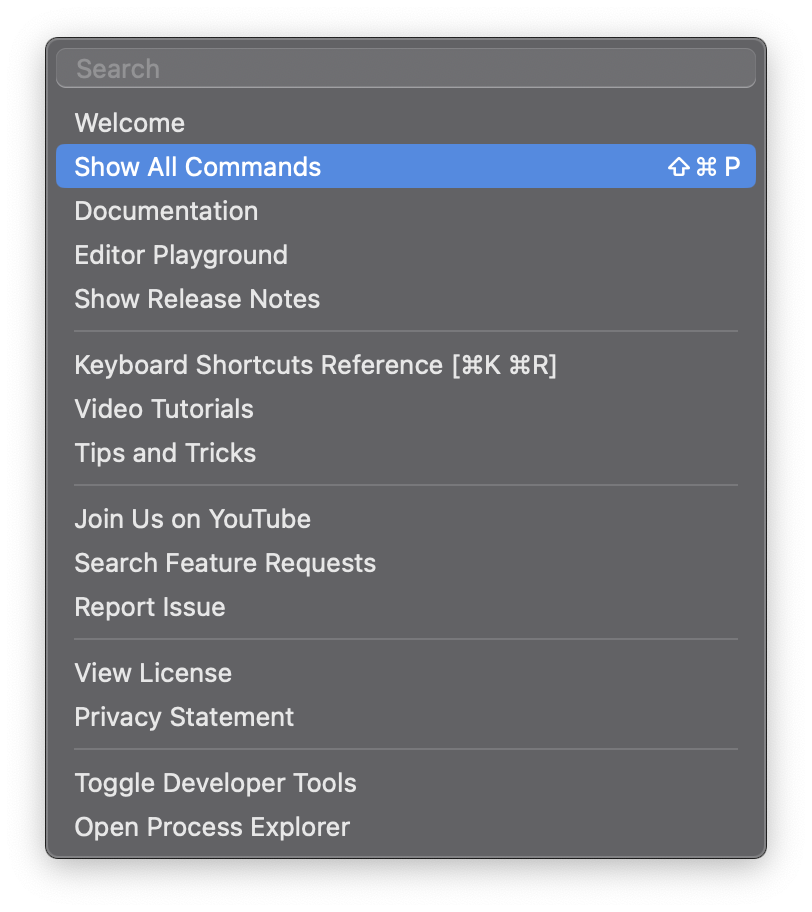 Search
Welcome
Show All Commands ⇧⌘P
Documentation
Editor Playground
Show Release Notes
Keyboard Shortcuts Reference [⌘K ⌘R]
Video Tutorials
Tips and Tricks
Join Us on YouTube
Search Feature Requests
Report Issue
View License
Privacy Statement
Toggle Developer Tools
Open Process Explorer